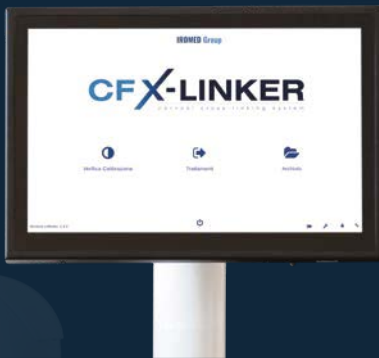 IROMED Group
CFX-LINKER
corneal cross-linking system
Verifica Calibrazione
Trattamenti
Archivio